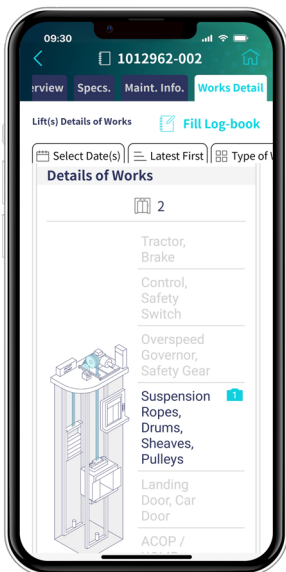 09:30
1012962-002
erview Specs. Maint. Info. Works Detail
Lift(s) Details of Works Fill Log-book
Select Date(s) Latest First Type of
Details of Works
2
Tractor,
Brake
Control,
Safety
Switch
Overspeed
Governor,
Safety Gear
Suspension 1
Ropes,
Drums,
Sheaves,
Pulleys
Landing
Door, Car
Door
ACOP /